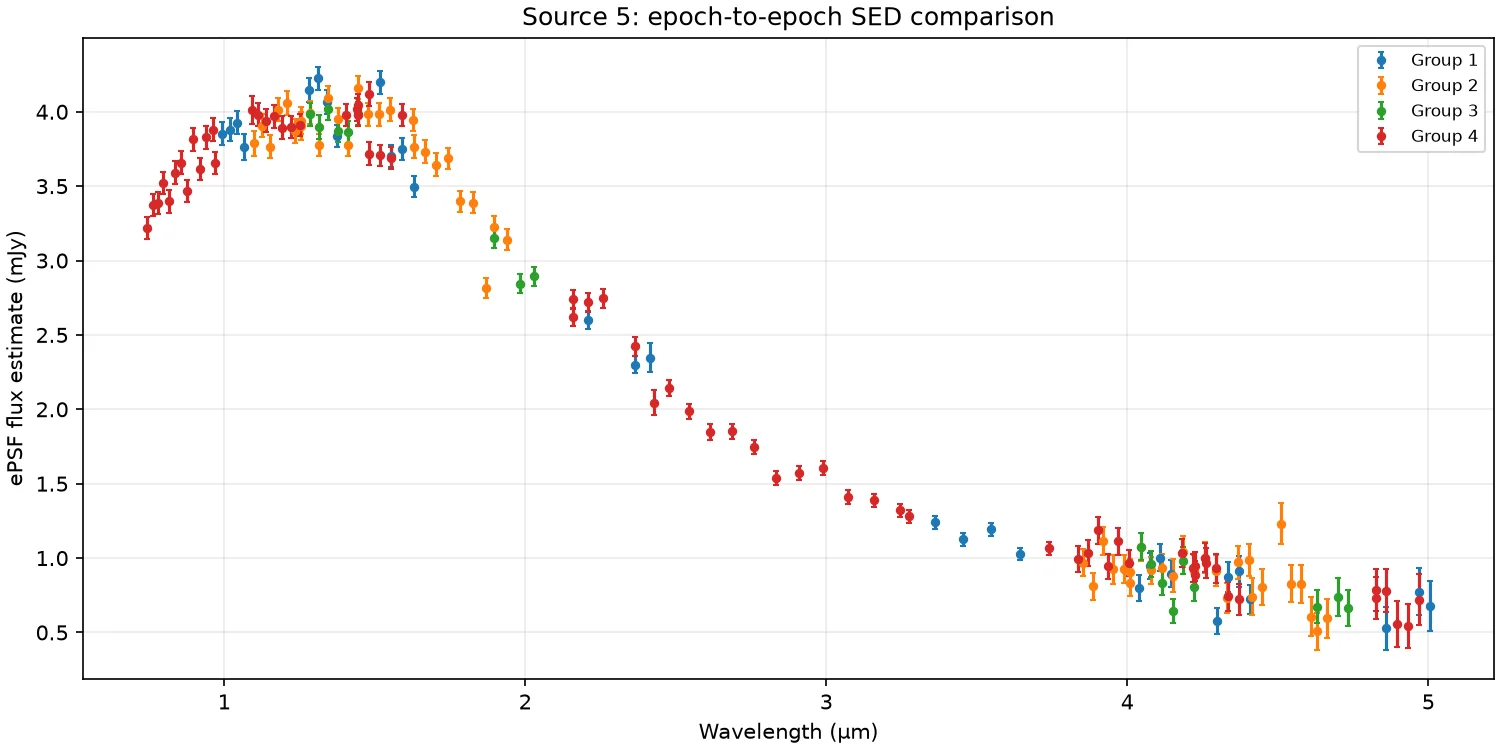 Source 5: epoch-to-epoch SED comparison
Group 1
Group 2
Group 3
Group 4
ePSF flux estimate (mJy)
4.0
3.5
3.0
2.5
2.0
1.5
1.0
0.5
1 2 3 4 5
Wavelength (µm)